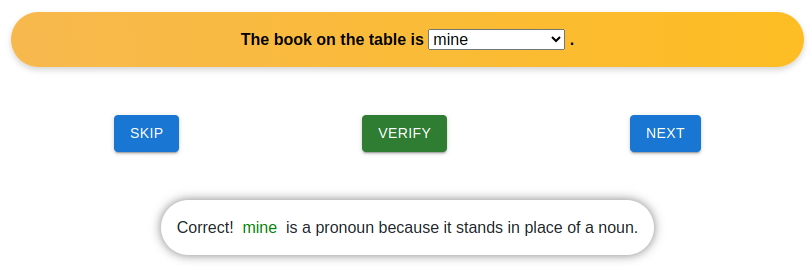 The book on the table is mine .
SKIP VERIFY NEXT
Correct! mine is a pronoun because it stands in place of a noun.